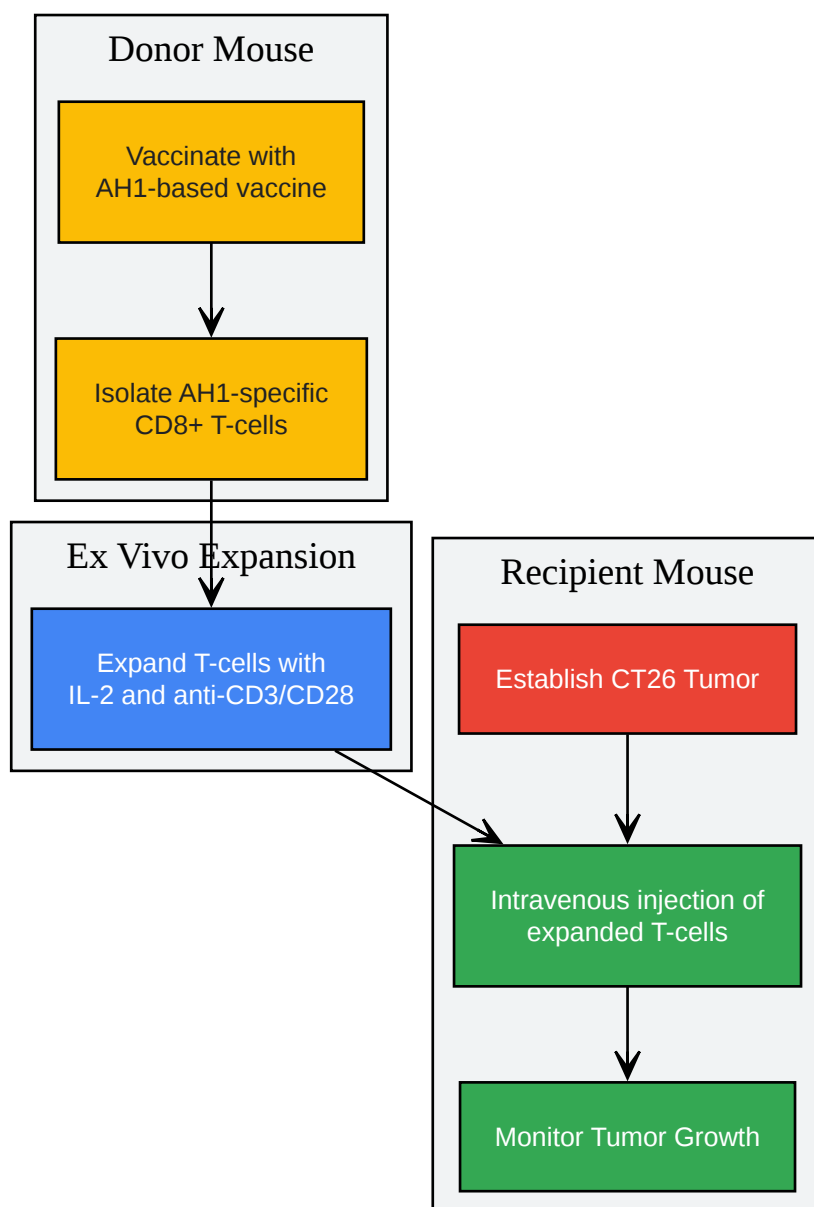 Donor Mouse
Vaccinate with
AH1-based vaccine
Isolate AH1-specific
CD8+ T-cells
Ex Vivo Expansion
Expand T-cells with
IL-2 and anti-CD3/CD28
Recipient Mouse
Establish CT26 Tumor
Intravenous injection of
expanded T-cells
Monitor Tumor Growth